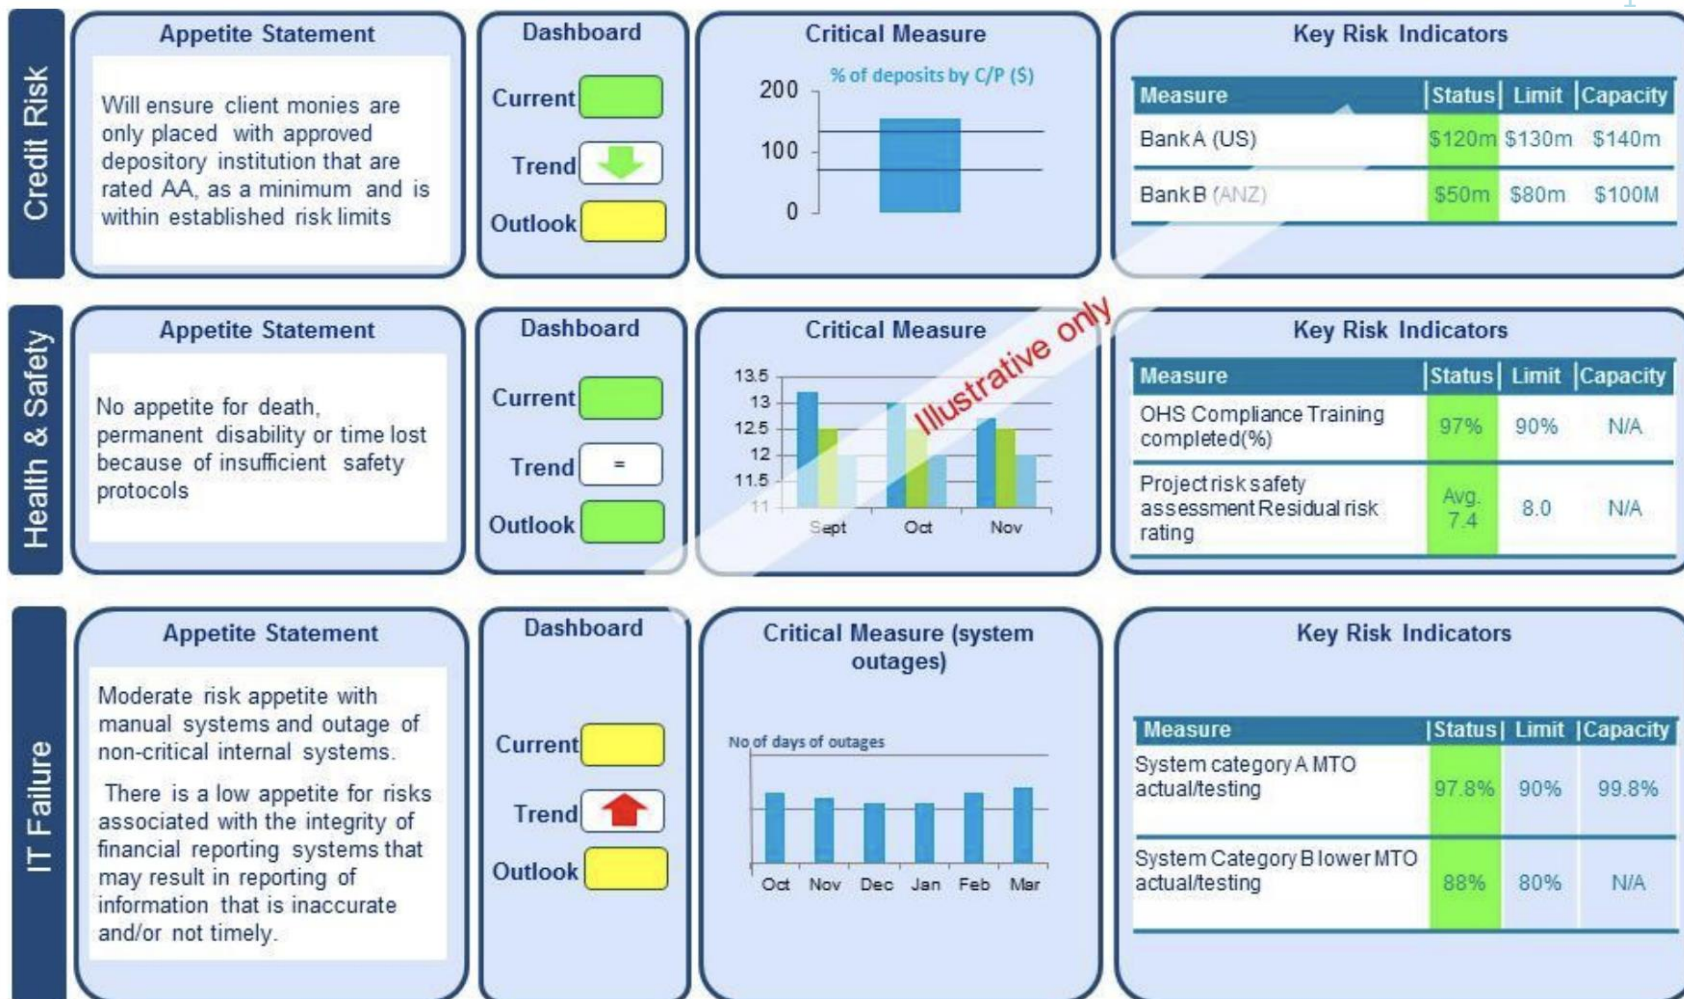 1
Credit Risk
Appetite Statement
Will ensure client monies are
only placed with approved
depository institution that are
rated AA, as a minimum and is
within established risk limits
Dashboard
Current
Trend
Outlook
Critical Measure
% of deposits by C/P ($)
200
100
0
Key Risk Indicators
Measure Status Limit Capacity
Bank A (US) $120m $130m $140m
Bank B (ANZ) $50m $80m $100M
Health & Safety
Appetite Statement
No appetite for death,
permanent disability or time lost
because of insufficient safety
protocols
Dashboard
Current
Trend =
Outlook
Critical Measure
13.5
13
12.5
12
11.5
11
Sept Oct Nov
Illustrative only
Key Risk Indicators
Measure Status Limit Capacity
OHS Compliance Training
completed(%)
97% 90% N/A
Project risk safety
assessment Residual risk
rating
Avg.
7.4
8.0 N/A
IT Failure
Appetite Statement
Moderate risk appetite with
manual systems and outage of
non-critical internal systems.
There is a low appetite for risks
associated with the integrity of
financial reporting systems that
may result in reporting of
information that is inaccurate
and/or not timely.
Dashboard
Current
Trend
Outlook
Critical Measure (system
outages)
No of days of outages
Oct Nov Dec Jan Feb Mar
Key Risk Indicators
Measure Status Limit Capacity
System category A MTO
actual/testing
97.8% 90% 99.8%
System Category B lower MTO
actual/testing
88% 80% N/A